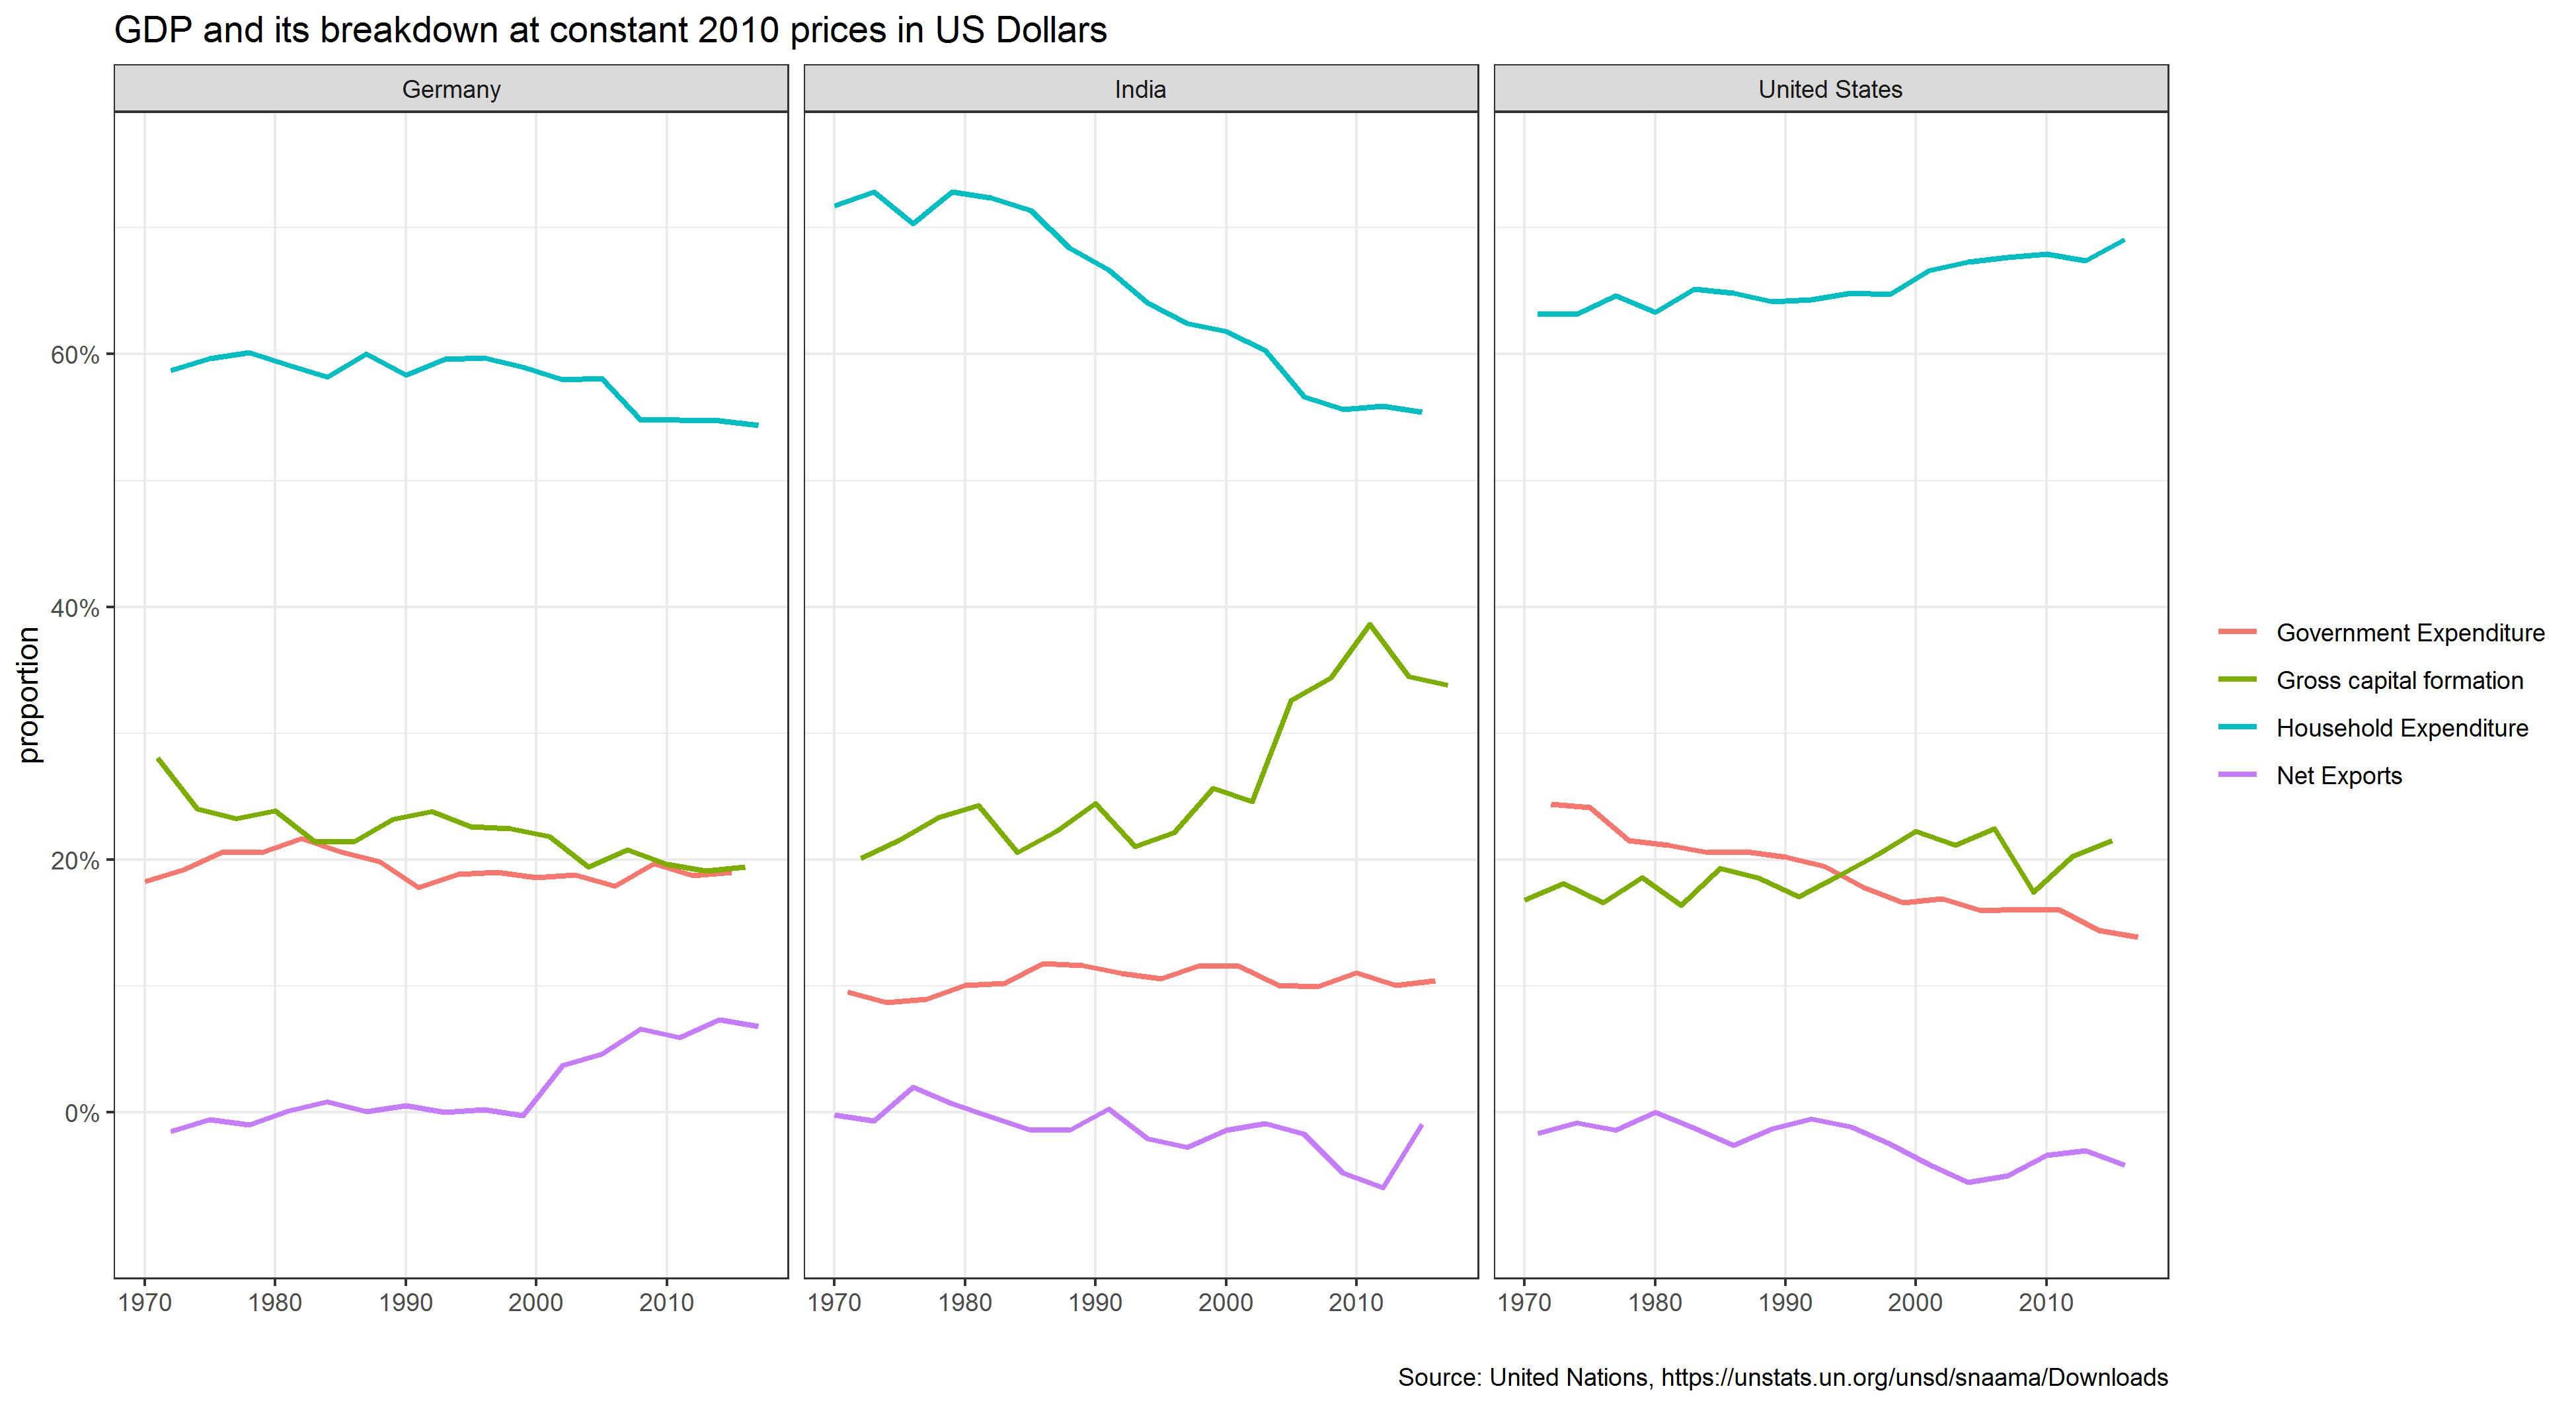 GDP and its breakdown at constant 2010 prices in US Dollars
Germany
India
United States
60%
40%
20%
0%
proportion
1970 1980 1990 2000 2010
1970 1980 1990 2000 2010
1970 1980 1990 2000 2010
Government Expenditure
Gross capital formation
Household Expenditure
Net Exports
Source: United Nations, https://unstats.un.org/unsd/snaama/Downloads